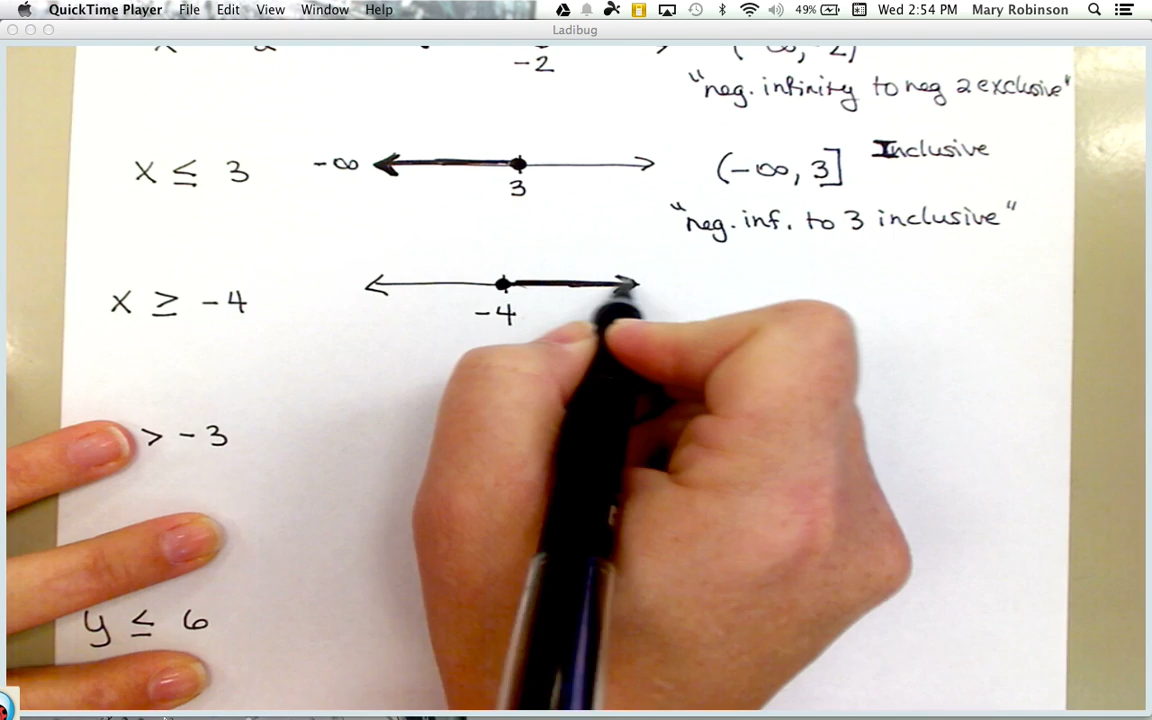 QuickTime Player File Edit View Window Help 49% Wed 2:54 PM Mary Robinson
Ladibug
-2
"neg. infinity to neg 2 exclusive"
x ≤ 3 -∞ 3 (-∞, 3] Inclusive
"neg. inf. to 3 inclusive"
x ≥ -4 -4
> -3
y ≤ 6